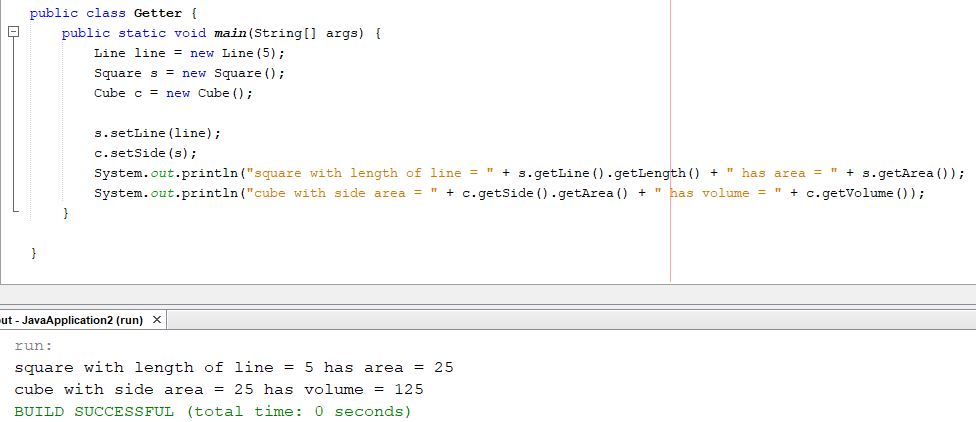 public class Getter {
public static void main(String[] args) {
Line line = new Line(5);
Square s = new Square();
Cube c = new Cube();
s.setLine(line);
c.setSide(s);
System.out.println("square with length of line = " + s.getLine().getLength() + " has area = " + s.getArea());
System.out.println("cube with side area = " + c.getSide().getArea() + " has volume = " + c.getVolume());
}
}
ut - JavaApplication2 (run) ×
run:
square with length of line = 5 has area = 25
cube with side area = 25 has volume = 125
BUILD SUCCESSFUL (total time: 0 seconds)